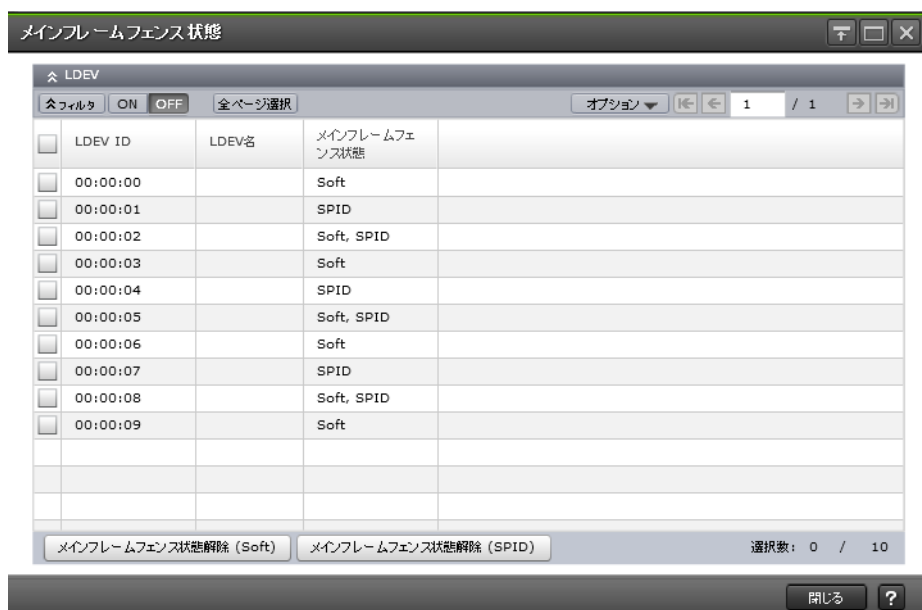 メインフレームフェンス状態
LDEV
フィルタ ON OFF 全ページ選択 オプション 1 / 1
LDEV ID LDEV名 メインフレームフェ
ンス状態
00:00:00 Soft
00:00:01 SPID
00:00:02 Soft, SPID
00:00:03 Soft
00:00:04 SPID
00:00:05 Soft, SPID
00:00:06 Soft
00:00:07 SPID
00:00:08 Soft, SPID
00:00:09 Soft
メインフレームフェンス状態解除 (Soft) メインフレームフェンス状態解除 (SPID) 選択数: 0 / 10
閉じる ?